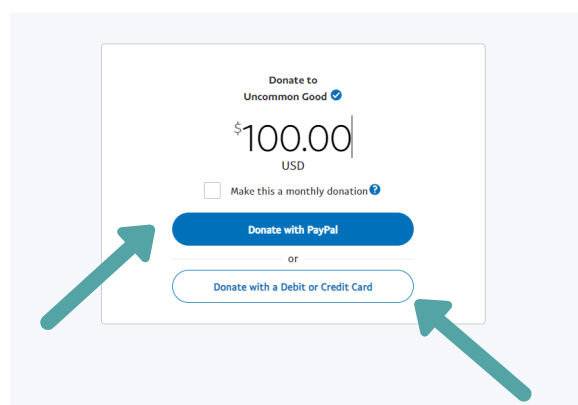 Donate to
Uncommon Good
$100.00
USD
Make this a monthly donation ?
Donate with PayPal
or
Donate with a Debit or Credit Card